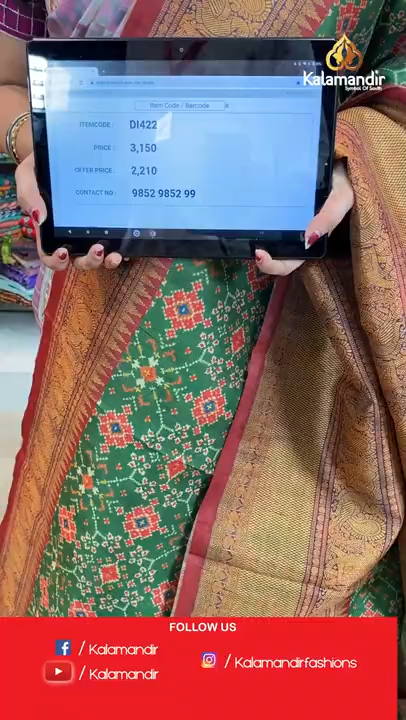 Kalamandir
Symbol Of South
Item Code / Barcode
ITEMCODE : DI422
PRICE : 3,150
OFFER PRICE : 2,210
CONTACT NO : 9852 9852 99
FOLLOW US
/ Kalamandir
/ Kalamandir
/ Kalamandirfashions